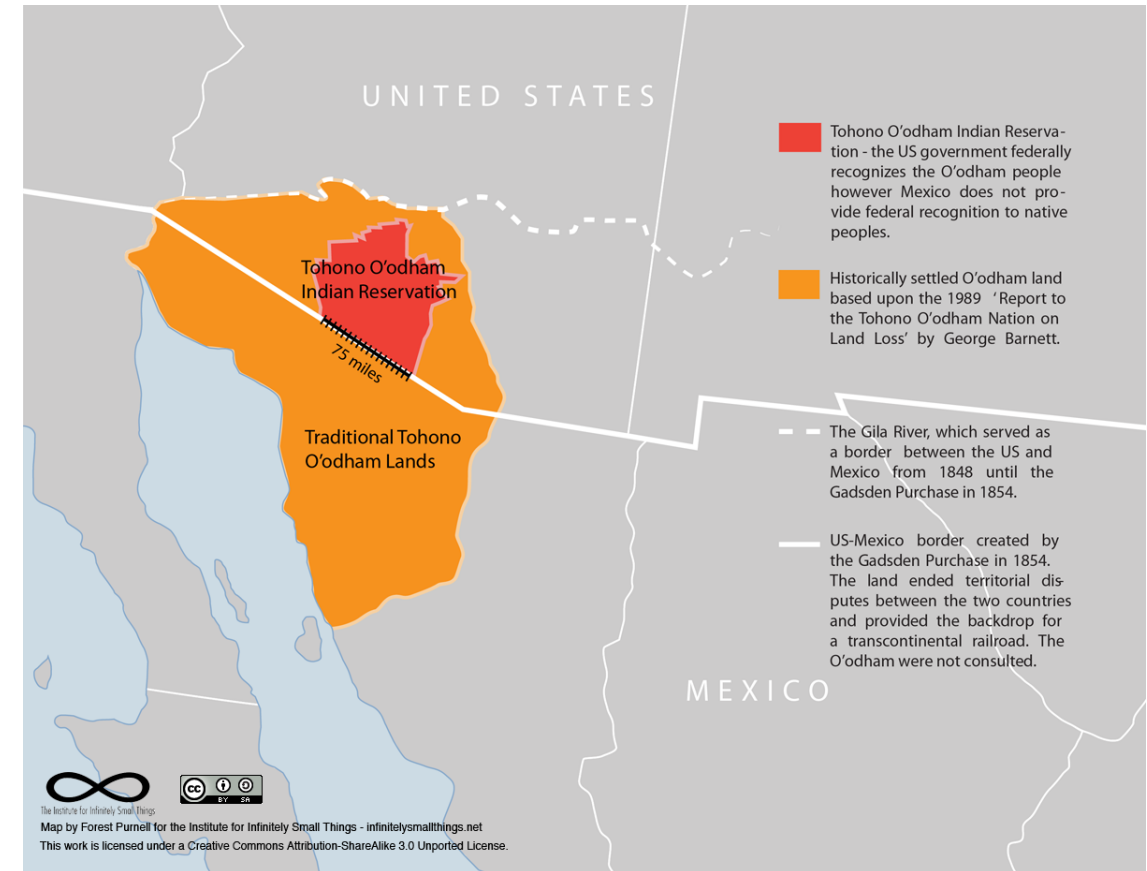 UNITED STATES
Tohono O'odham Indian Reserva-
tion - the US government federally
recognizes the O'odham people
however Mexico does not pro-
vide federal recognition to native
peoples.
Historically settled O'odham land
based upon the 1989 'Report to
the Tohono O'odham Nation on
Land Loss' by George Barnett.
Tohono O'odham
Indian Reservation
75 miles
Traditional Tohono
O'odham Lands
The Gila River, which served as
a border between the US and
Mexico from 1848 until the
Gadsden Purchase in 1854.
US-Mexico border created by
the Gadsden Purchase in 1854.
The land ended territorial dis-
putes between the two countries
and provided the backdrop for
a transcontinental railroad. The
O'odham were not consulted.
MEXICO
The Institute for Infinitely Small Things
cc
BY SA
Map by Forest Purnell for the Institute for Infinitely Small Things - infinitelysmallthings.net
This work is licensed under a Creative Commons Attribution-ShareAlike 3.0 Unported License.